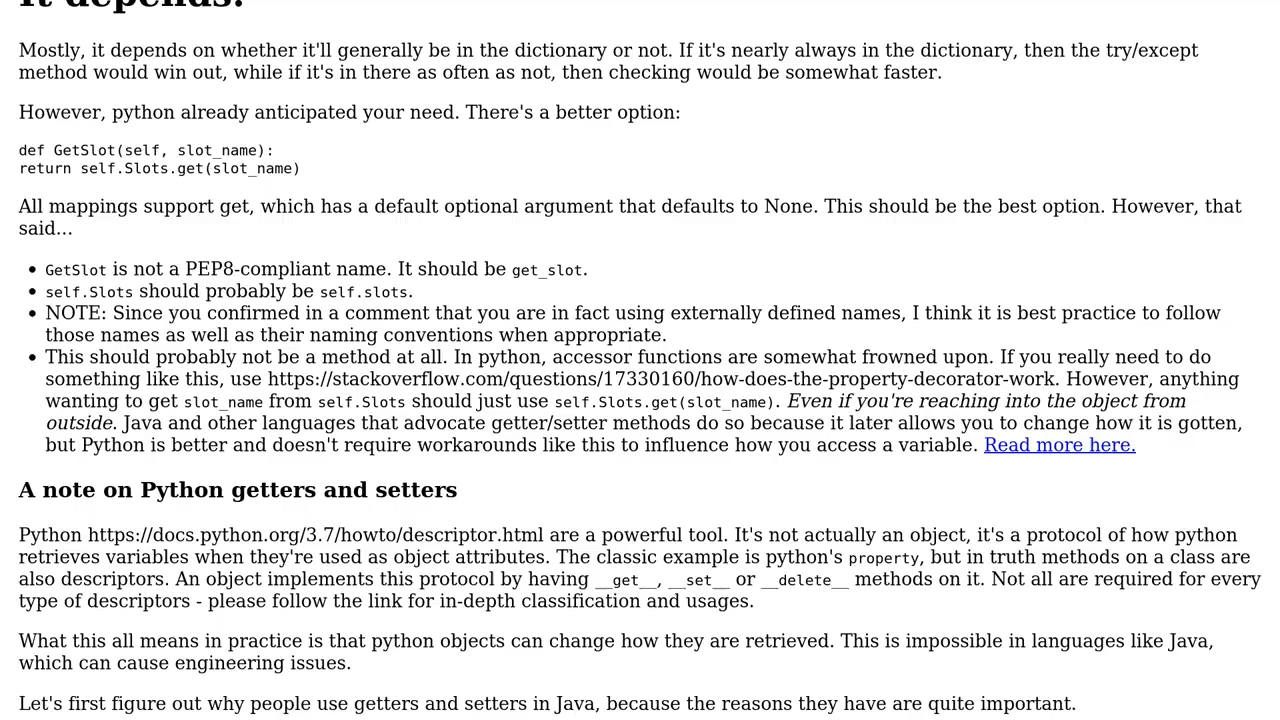 It depends.
Mostly, it depends on whether it'll generally be in the dictionary or not. If it's nearly always in the dictionary, then the try/except
method would win out, while if it's in there as often as not, then checking would be somewhat faster.
However, python already anticipated your need. There's a better option:
def GetSlot(self, slot_name):
return self.Slots.get(slot_name)
All mappings support get, which has a default optional argument that defaults to None. This should be the best option. However, that
said...
• GetSlot is not a PEP8-compliant name. It should be get_slot.
• self.Slots should probably be self.slots.
• NOTE: Since you confirmed in a comment that you are in fact using externally defined names, I think it is best practice to follow
those names as well as their naming conventions when appropriate.
• This should probably not be a method at all. In python, accessor functions are somewhat frowned upon. If you really need to do
something like this, use https://stackoverflow.com/questions/17330160/how-does-the-property-decorator-work. However, anything
wanting to get slot_name from self.Slots should just use self.Slots.get(slot_name). Even if you're reaching into the object from
outside. Java and other languages that advocate getter/setter methods do so because it later allows you to change how it is gotten,
but Python is better and doesn't require workarounds like this to influence how you access a variable. Read more here.
A note on Python getters and setters
Python https://docs.python.org/3.7/howto/descriptor.html are a powerful tool. It's not actually an object, it's a protocol of how python
retrieves variables when they're used as object attributes. The classic example is python's property, but in truth methods on a class are
also descriptors. An object implements this protocol by having __get__, __set__ or __delete__ methods on it. Not all are required for every
type of descriptors - please follow the link for in-depth classification and usages.
What this all means in practice is that python objects can change how they are retrieved. This is impossible in languages like Java,
which can cause engineering issues.
Let's first figure out why people use getters and setters in Java, because the reasons they have are quite important.